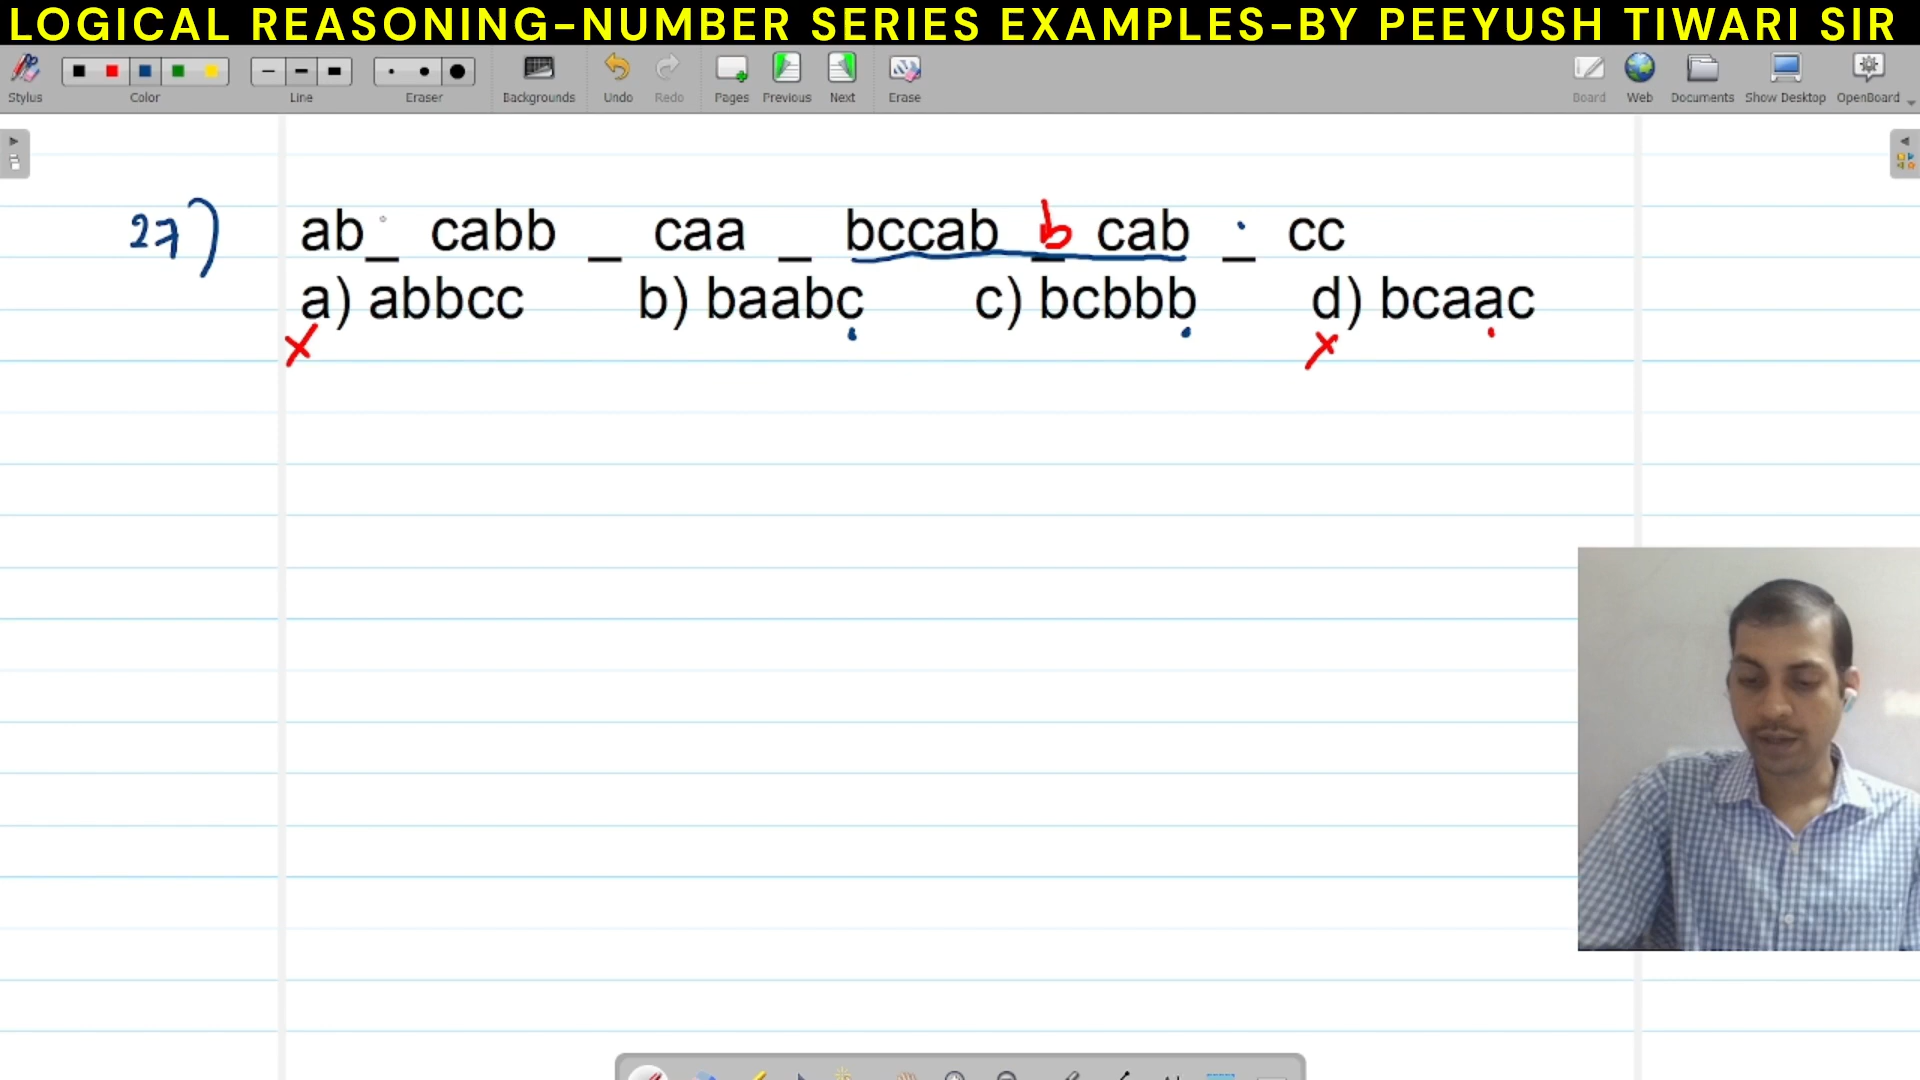 LOGICAL REASONING-NUMBER SERIES EXAMPLES-BY PEEYUSH TIWARI SIR
Stylus Color Line Eraser Backgrounds Undo Redo Pages Previous Next Erase Board Web Documents Show Desktop OpenBoard
27) ab_ cabb _ caa _ bccab b cab _ cc
a) abbcc b) baabc c) bcbbb d) bcaac